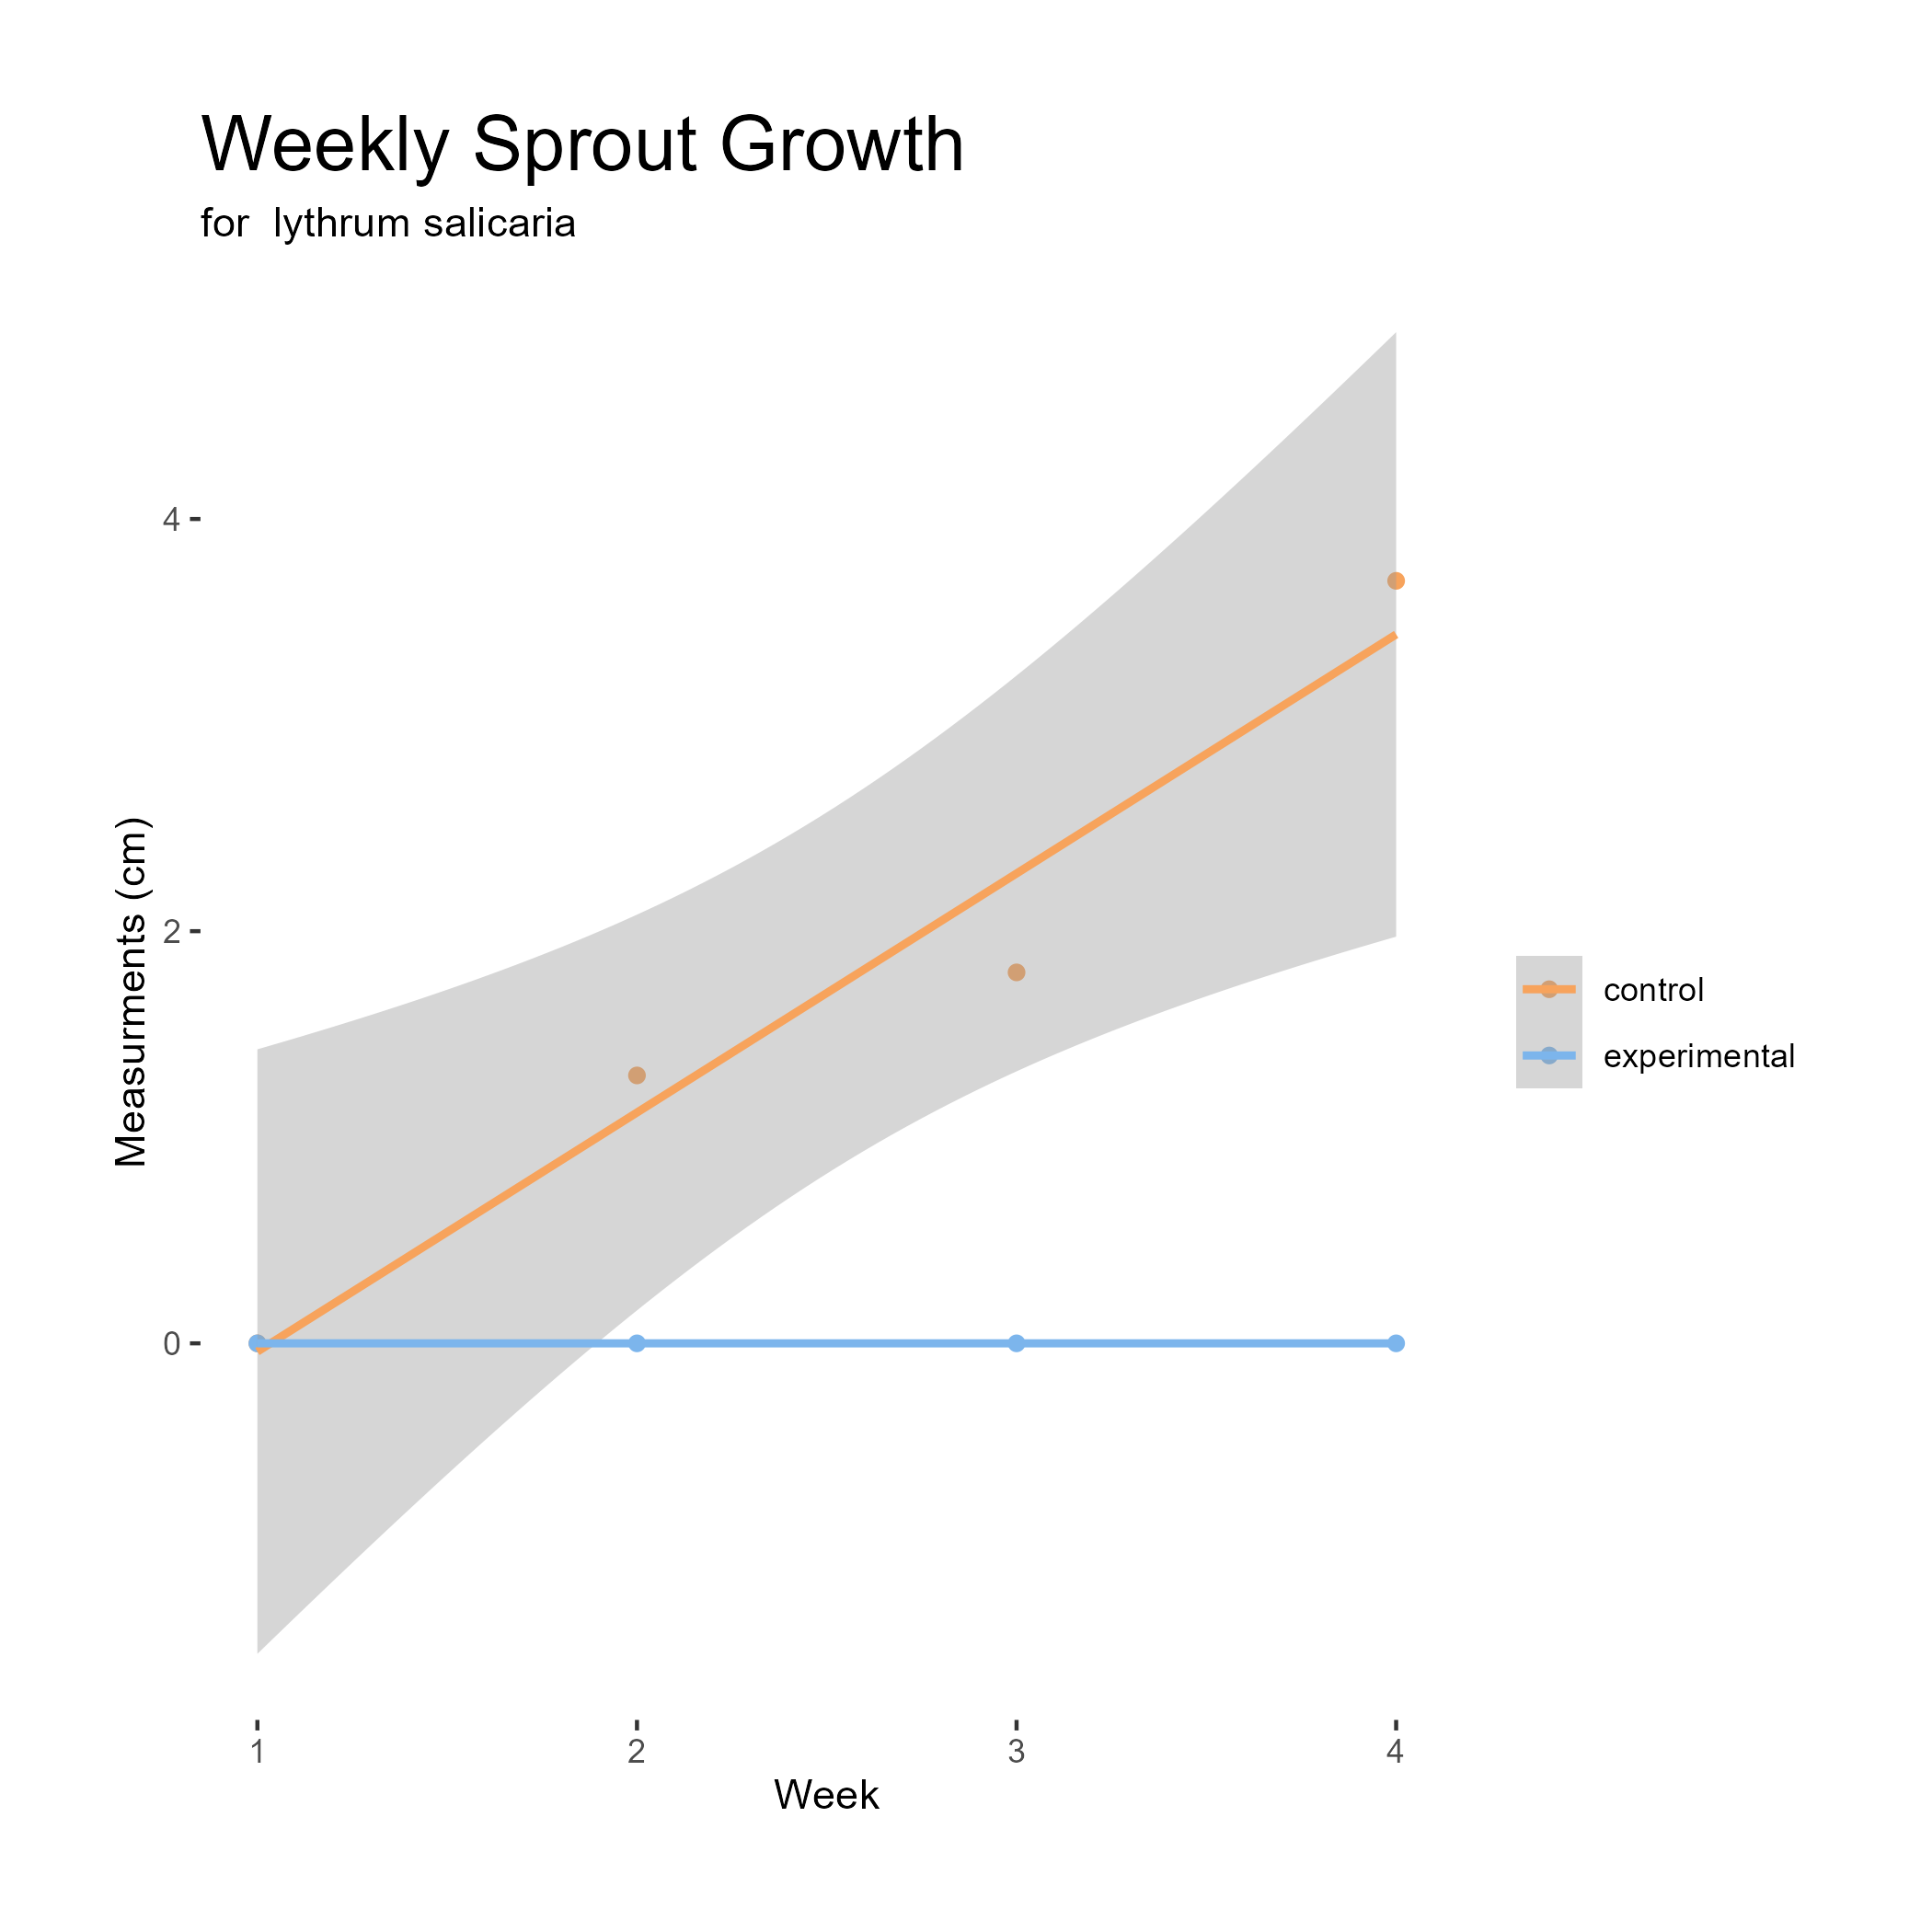 Weekly Sprout Growth
for  lythrum salicaria
Measurments (cm)
4
2
0
1 2 3 4
Week
control
experimental